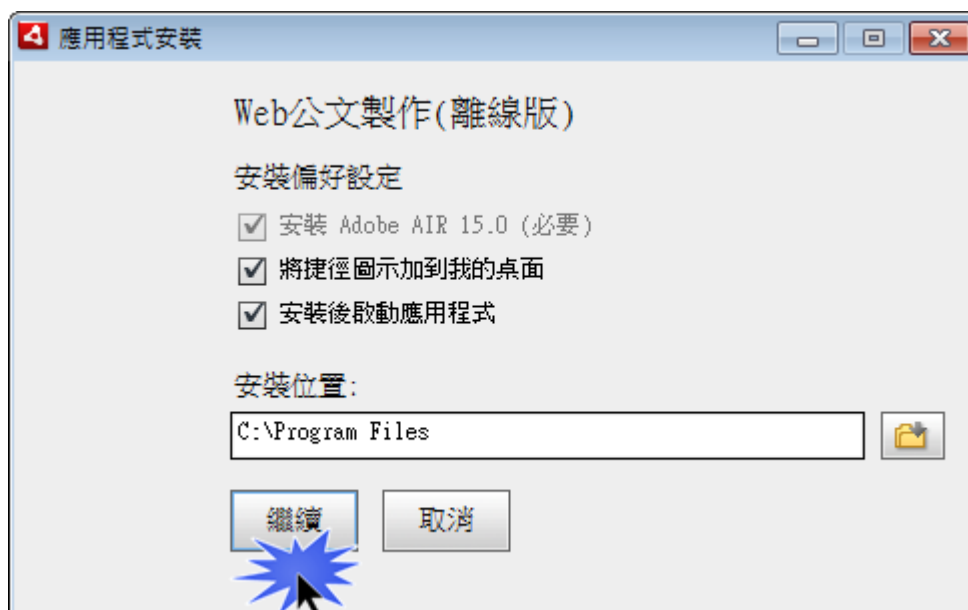 應用程式安裝
Web公文製作(離線版)
安裝偏好設定
安裝 Adobe AIR 15.0 (必要)
將捷徑圖示加到我的桌面
安裝後啟動應用程式
安裝位置:
C:\Program Files
繼續 取消